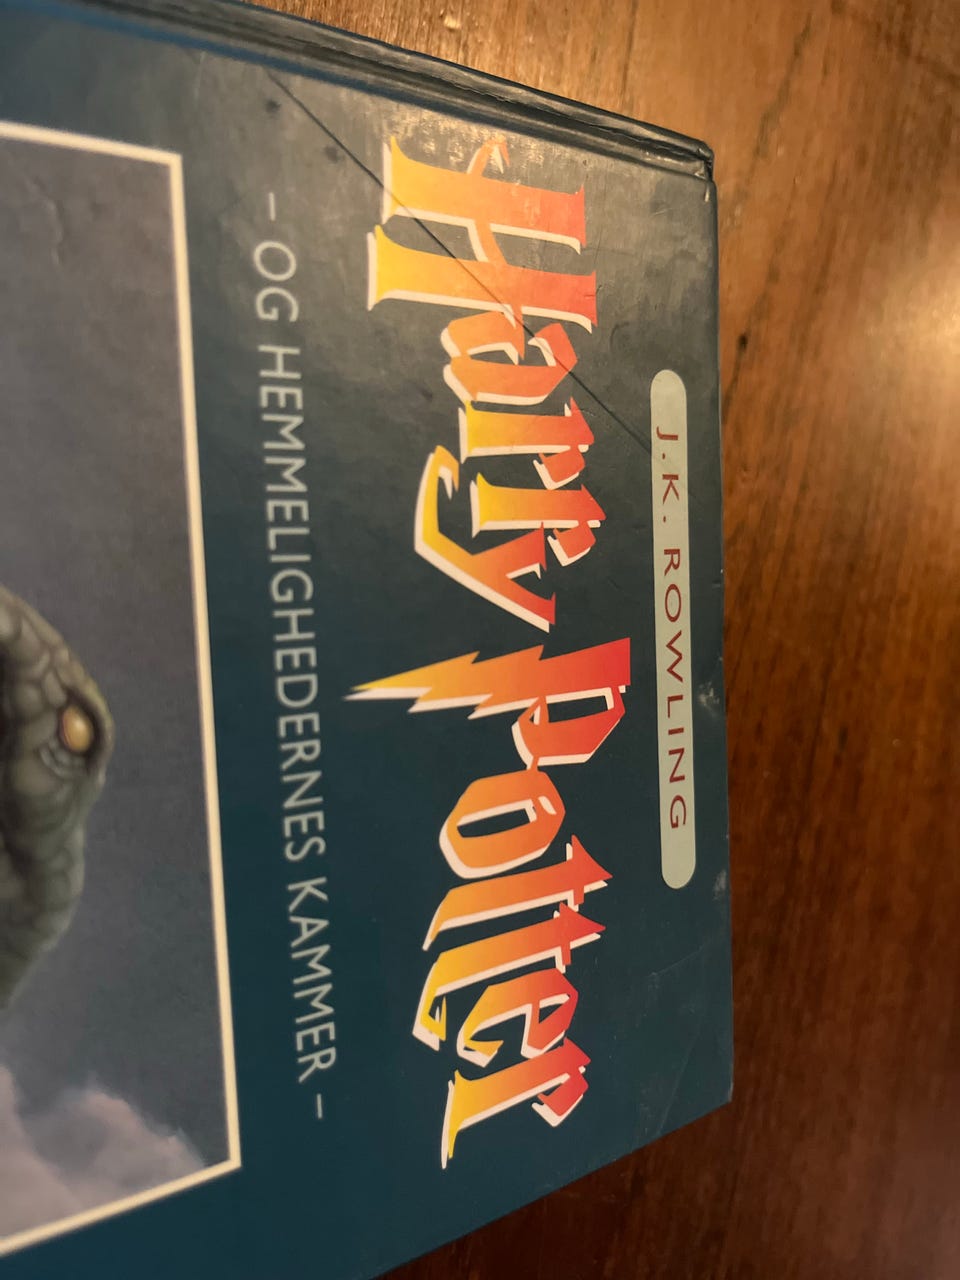 J.K. ROWLING
Harry Potter
- OG HEMMELIGHEDERNES KAMMER -